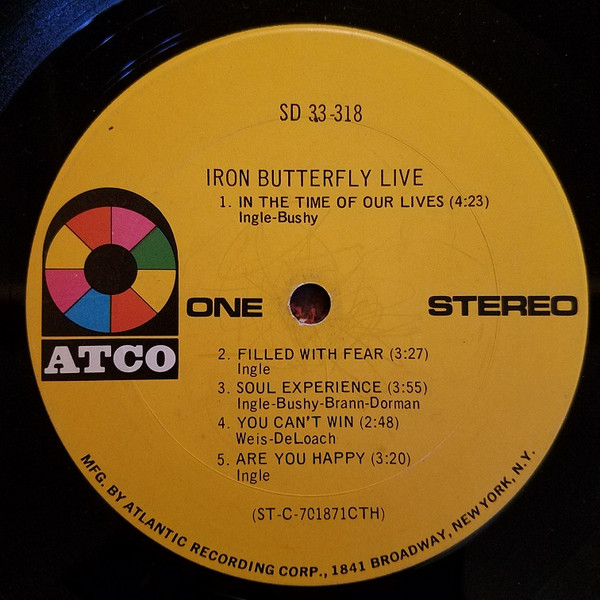 SD 33-318
IRON BUTTERFLY LIVE
1. IN THE TIME OF OUR LIVES (4:23)
Ingle-Bushy
ATCO
ONE
STEREO
2. FILLED WITH FEAR (3:27)
Ingle
3. SOUL EXPERIENCE (3:55)
Ingle-Bushy-Brann-Dorman
4. YOU CAN'T WIN (2:48)
Weis-DeLoach
5. ARE YOU HAPPY (3:20)
Ingle
(ST-C-701871CTH)
MFG. BY ATLANTIC RECORDING CORP., 1841 BROADWAY, NEW YORK, N.Y.